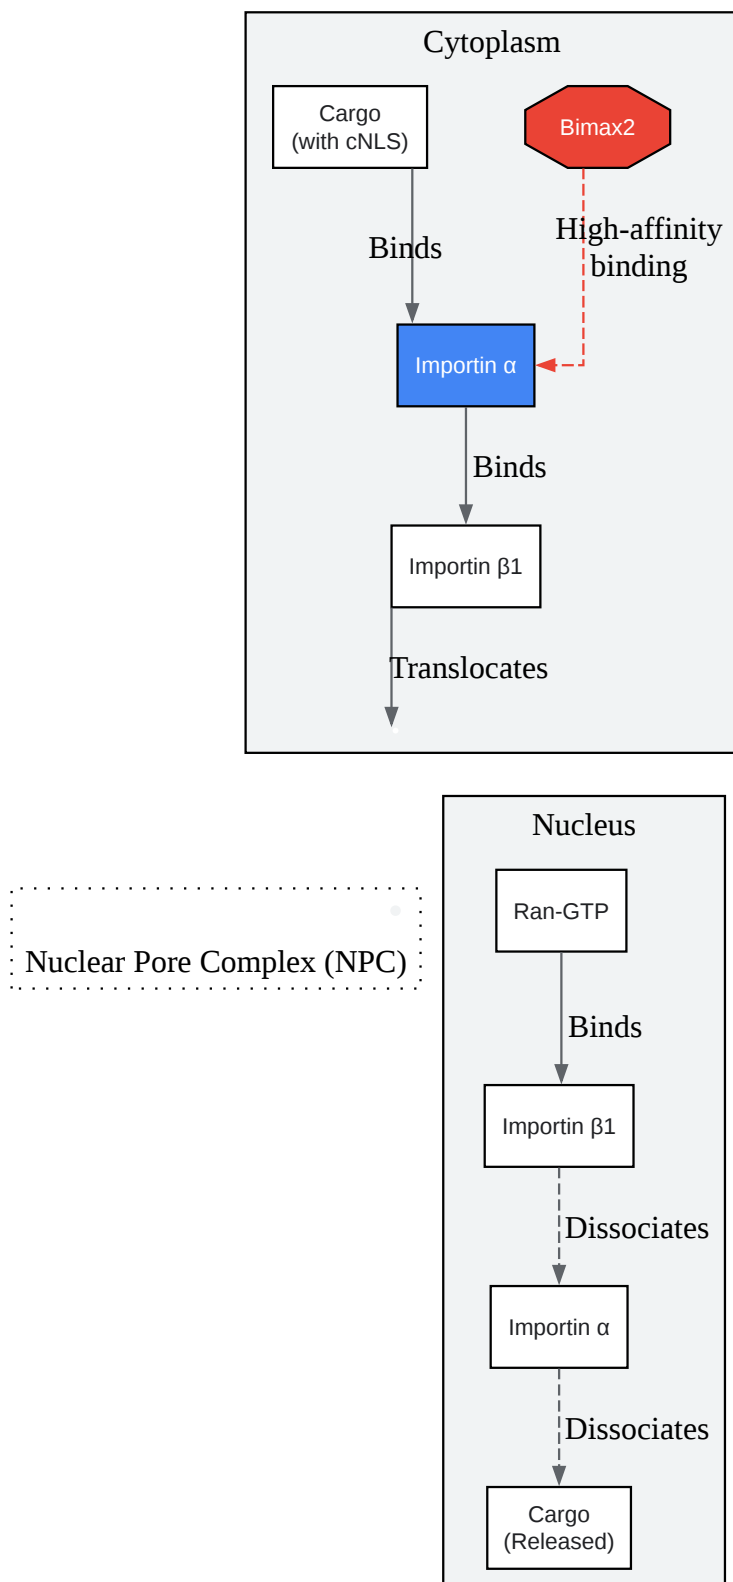 Cytoplasm
Cargo
(with cNLS)
Bimax2
Binds
High-affinity
binding
Importin α
Binds
Importin β1
Translocates
Nucleus
Ran-GTP
Nuclear Pore Complex (NPC)
Binds
Importin β1
Dissociates
Importin α
Dissociates
Cargo
(Released)